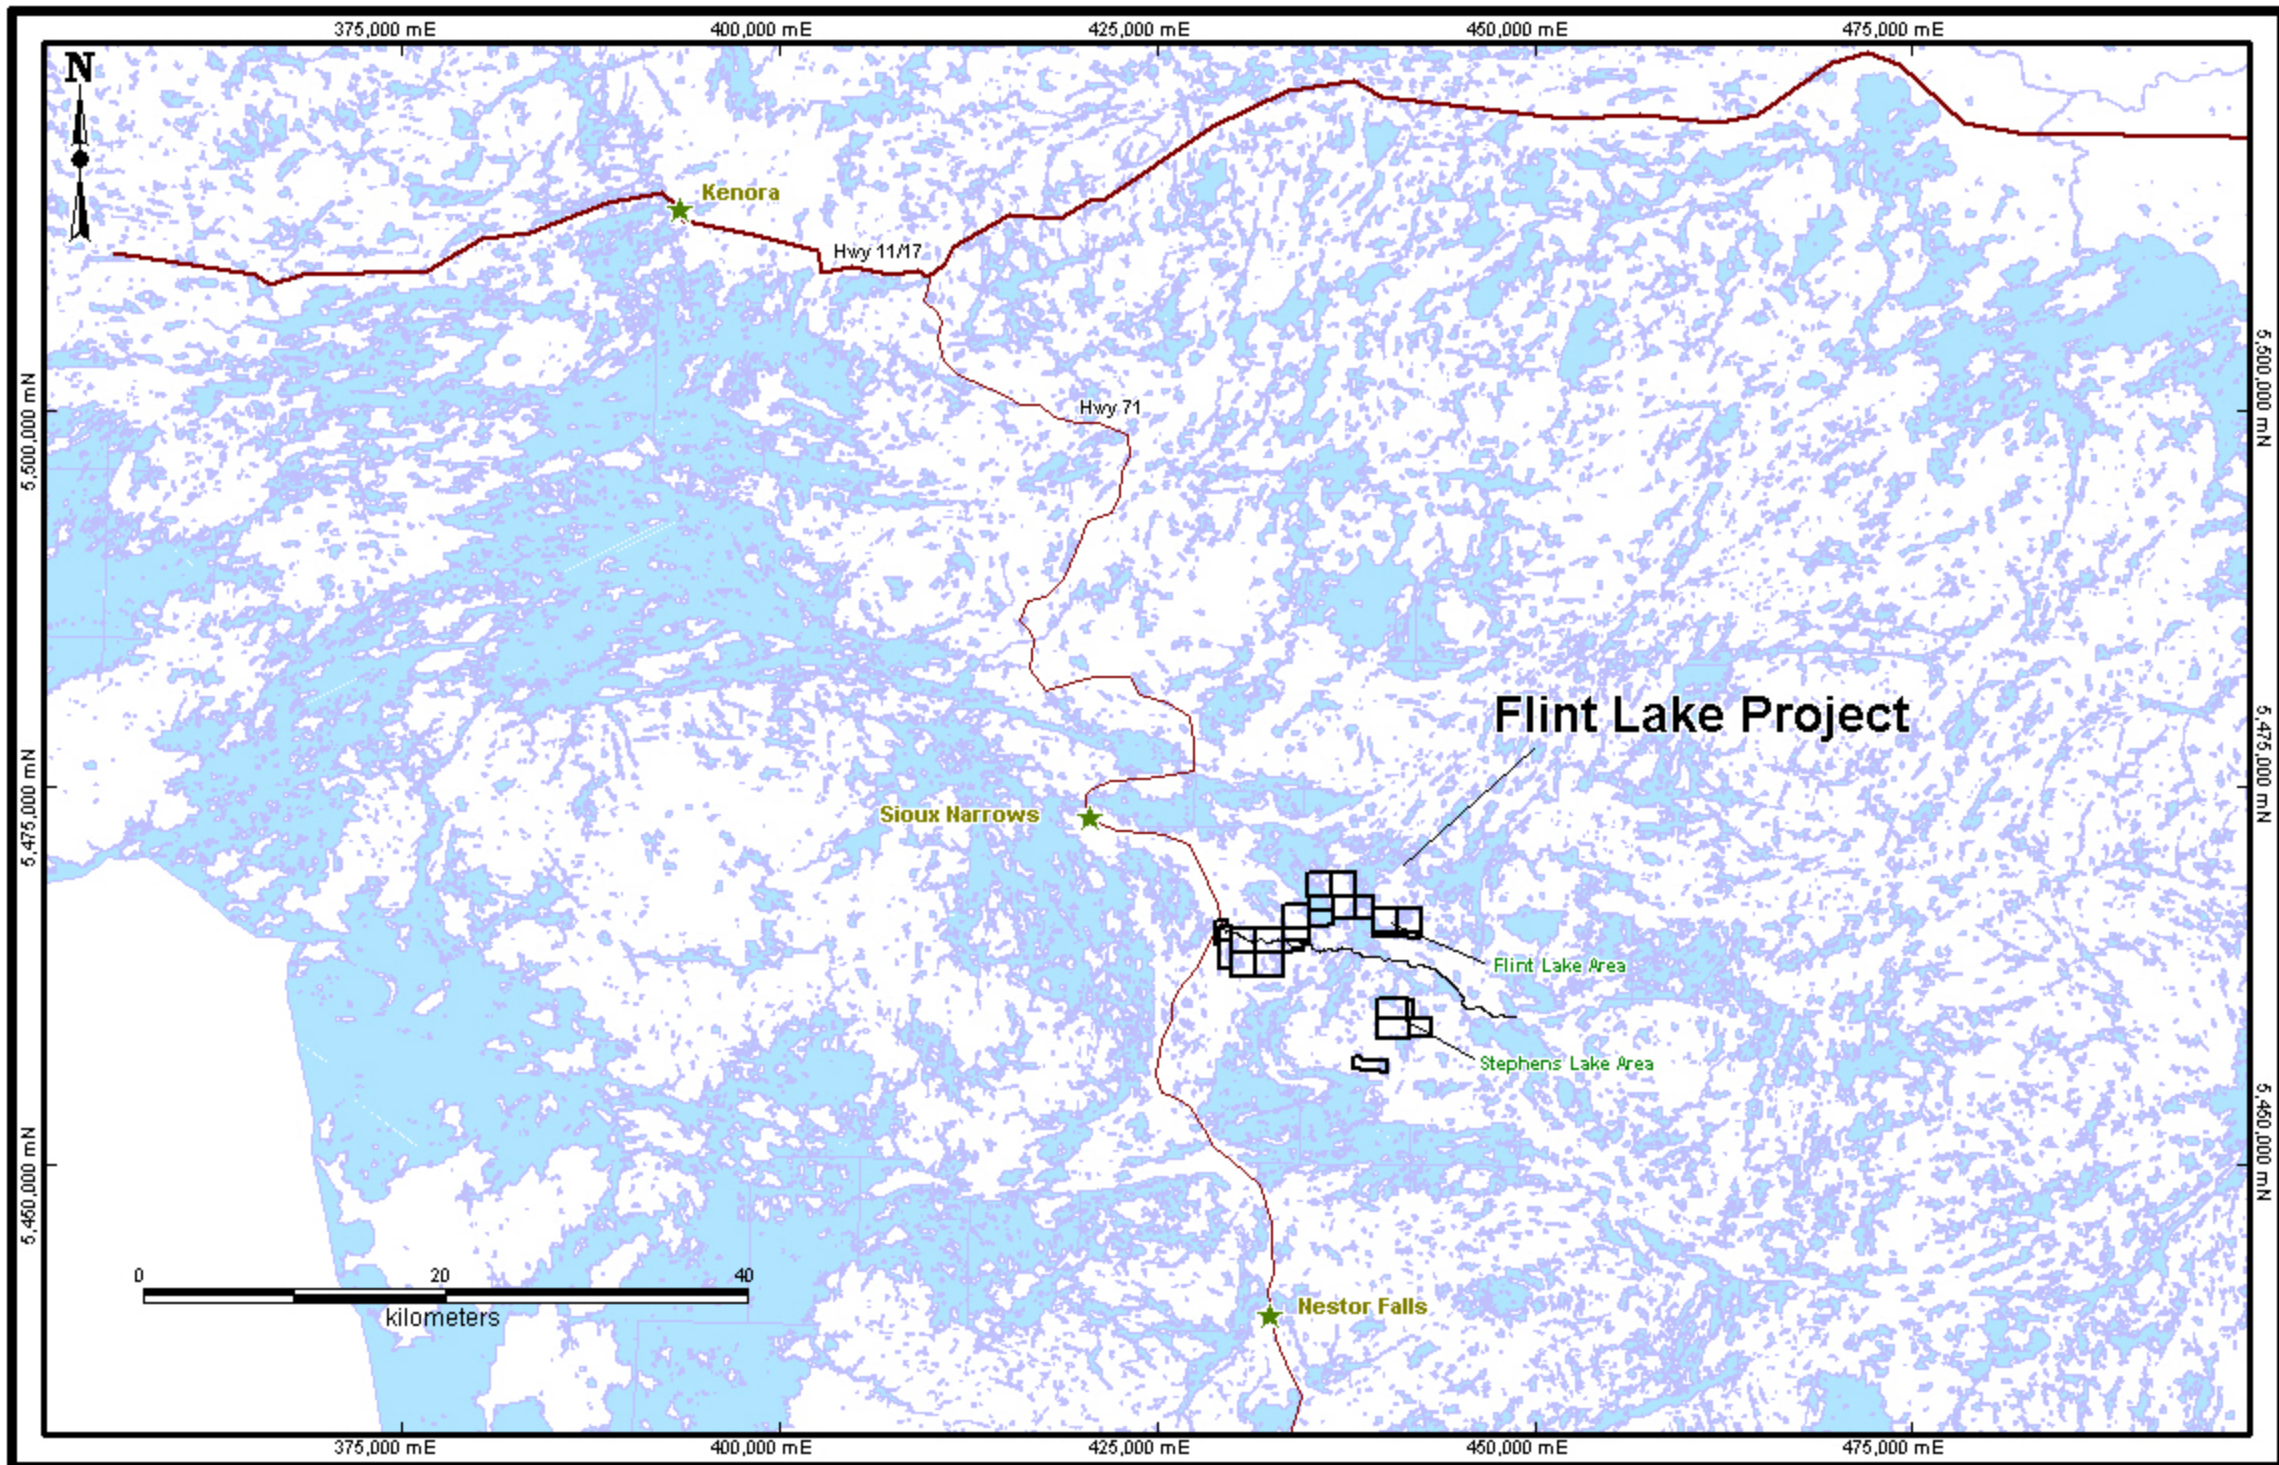 375,000 mE
400,000 mE
425,000 mE
450,000 mE
475,000 mE
N
Kenora
Hwy 11/17
5,500,000 mN
5,500,000 mN
Hwy 71
Flint Lake Project
5,475,000 mN
5,475,000 mN
Sioux Narrows
Flint Lake Area
Stephens Lake Area
5,450,000 mN
5,450,000 mN
0 20 40
kilometers
Nestor Falls
375,000 mE
400,000 mE
425,000 mE
450,000 mE
475,000 mE